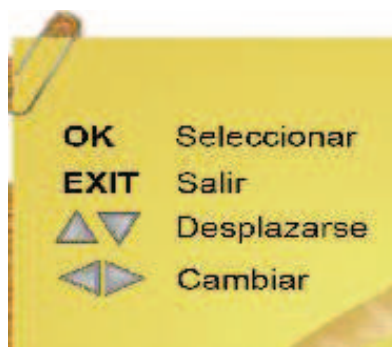 OK Seleccionar
EXIT Salir
▲▼ Desplazarse
◀▶ Cambiar